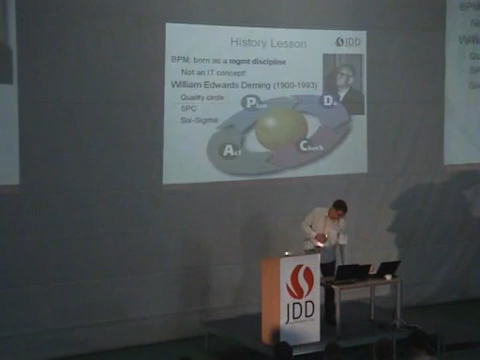 History Lesson
JDD
BPM: born as a mgmt discipline
Not an IT concept!
William Edwards Deming (1900-1993)
Quality circle
SPC
Six-Sigma
Plan
Do
Act
Check
BPM
JDD